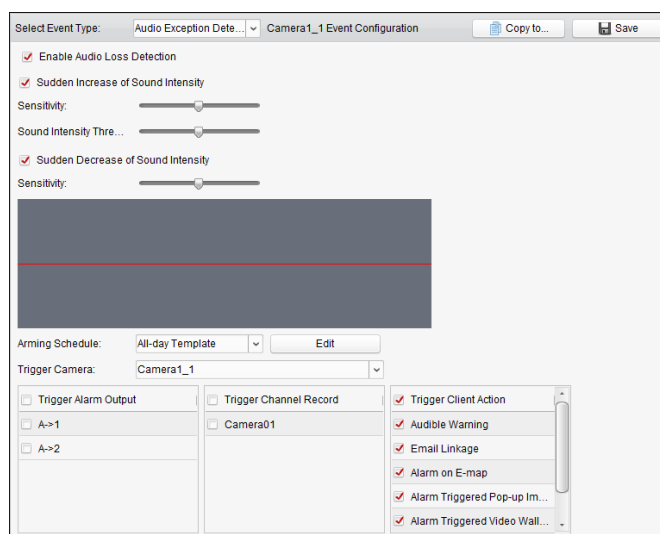 Select Event Type: Audio Exception Dete... Camera1_1 Event Configuration Copy to... Save
Enable Audio Loss Detection
Sudden Increase of Sound Intensity
Sensitivity:
Sound Intensity Thre...
Sudden Decrease of Sound Intensity
Sensitivity:
Arming Schedule: All-day Template Edit
Trigger Camera: Camera1_1
Trigger Alarm Output Trigger Channel Record Trigger Client Action
A->1 Camera01 Audible Warning
A->2 Email Linkage
Alarm on E-map
Alarm Triggered Pop-up Im...
Alarm Triggered Video Wall...